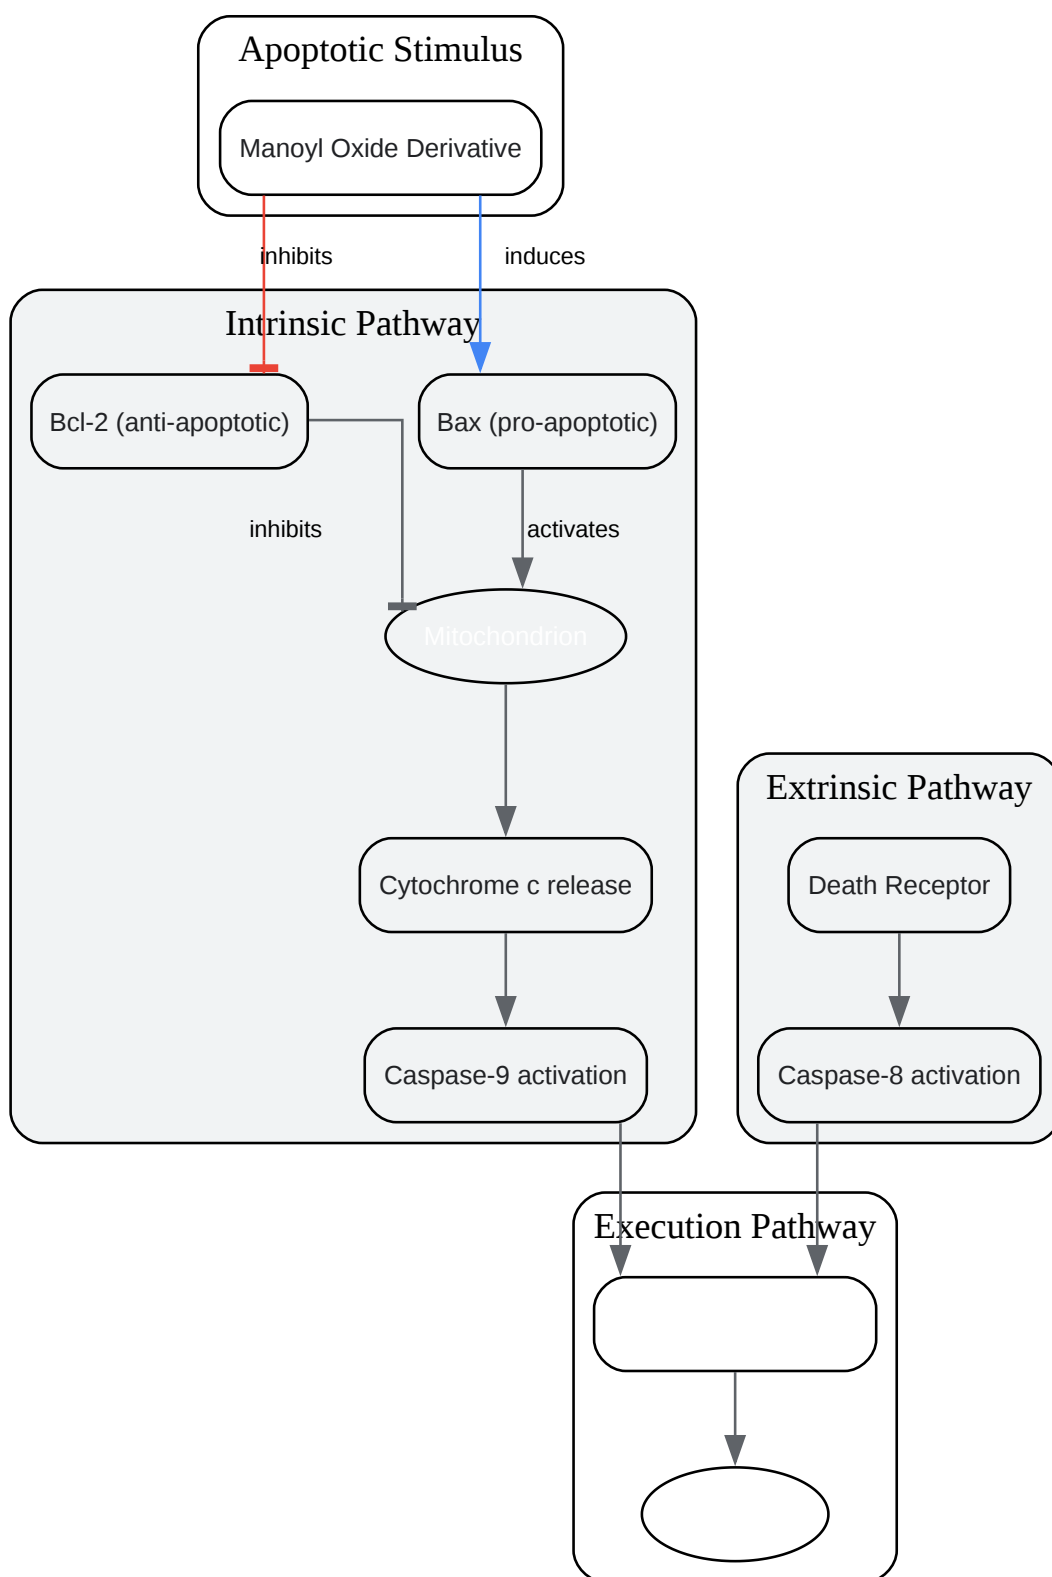 Apoptotic Stimulus
Manoyl Oxide Derivative
inhibits
induces
Intrinsic Pathway
Bcl-2 (anti-apoptotic)
Bax (pro-apoptotic)
inhibits
activates
Mitochondrion
Extrinsic Pathway
Cytochrome c release
Death Receptor
Caspase-9 activation
Caspase-8 activation
Execution Pathway